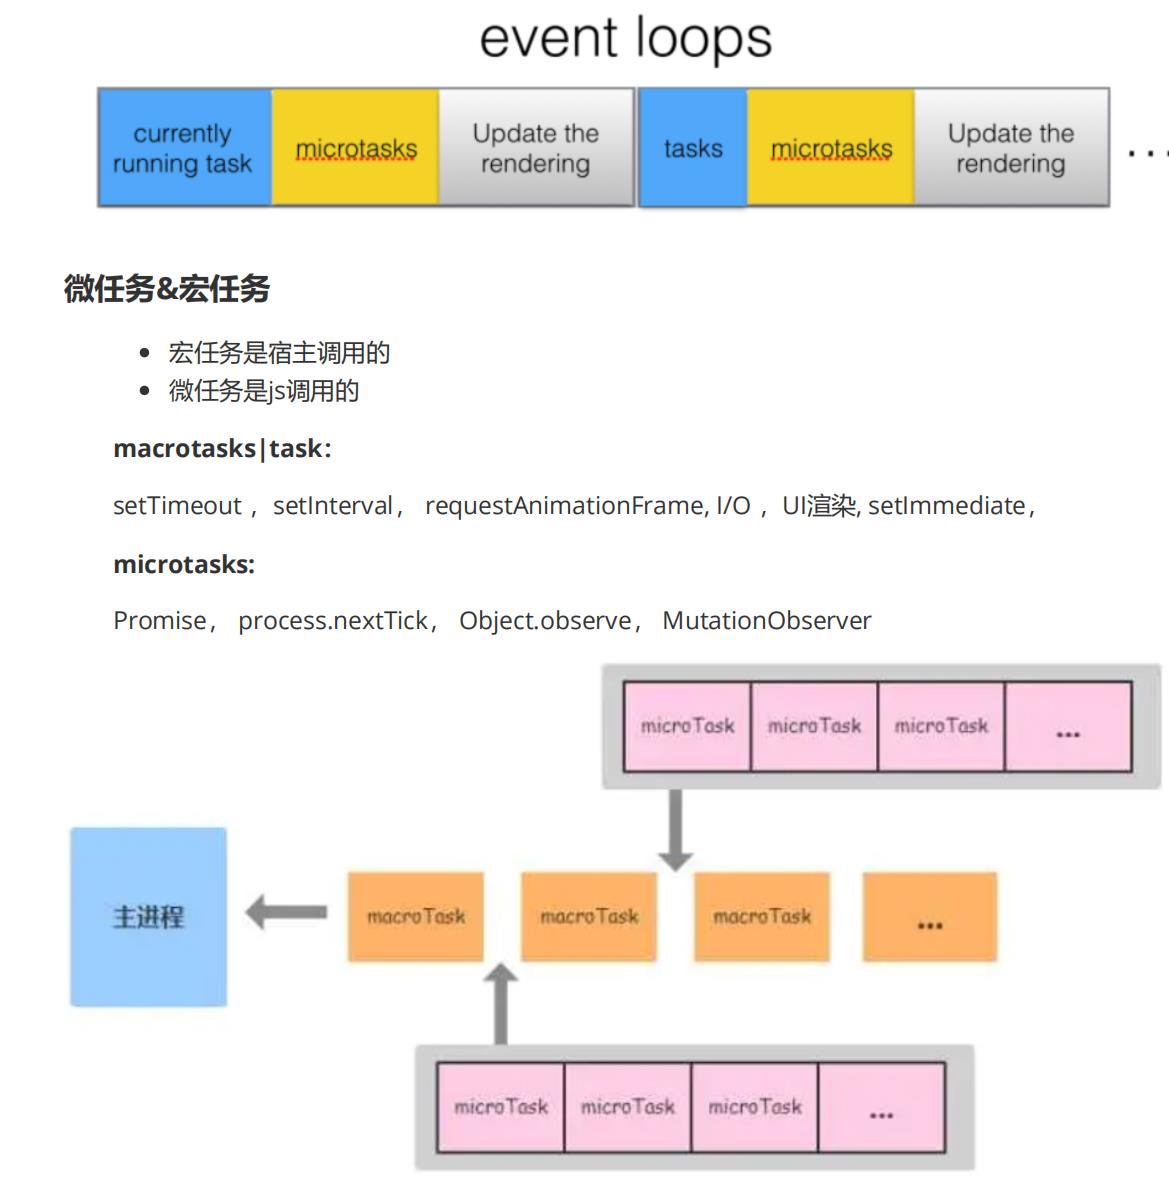 event loops
currently
running task
microtasks
Update the
rendering
tasks
microtasks
Update the
rendering
...
微任务&宏任务
• 宏任务是宿主调用的
• 微任务是js调用的
macrotasks|task：
setTimeout ，setInterval， requestAnimationFrame, I/O ，UI渲染, setImmediate，
microtasks:
Promise， process.nextTick， Object.observe， MutationObserver
microTask microTask microTask ...
主进程 macroTask macroTask macroTask ...
microTask microTask microTask ...